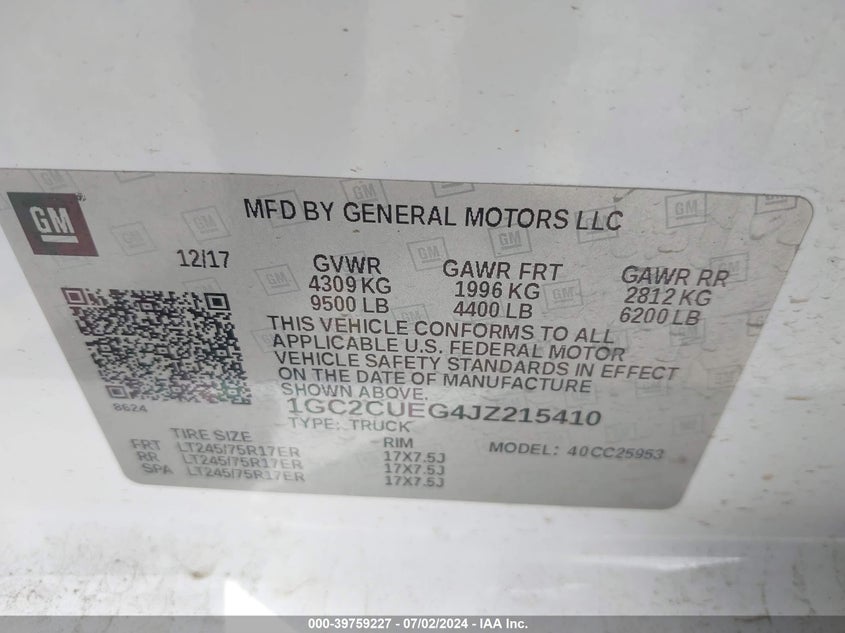 GM
MFD BY GENERAL MOTORS LLC
12/17
GVWR
4309 KG
9500 LB
GAWR FRT
1996 KG
4400 LB
GAWR RR
2812 KG
6200 LB
THIS VEHICLE CONFORMS TO ALL
APPLICABLE U.S. FEDERAL MOTOR
VEHICLE SAFETY STANDARDS IN EFFECT
ON THE DATE OF MANUFACTURE
SHOWN ABOVE.
8624
1GC2CUEG4JZ215410
TYPE: TRUCK
TIRE SIZE RIM MODEL: 40CC25953
FRT LT245/75R17ER 17X7.5J
RR LT245/75R17ER 17X7.5J
SPA LT245/75R17ER 17X7.5J
000-39759227 - 07/02/2024 - IAA Inc.